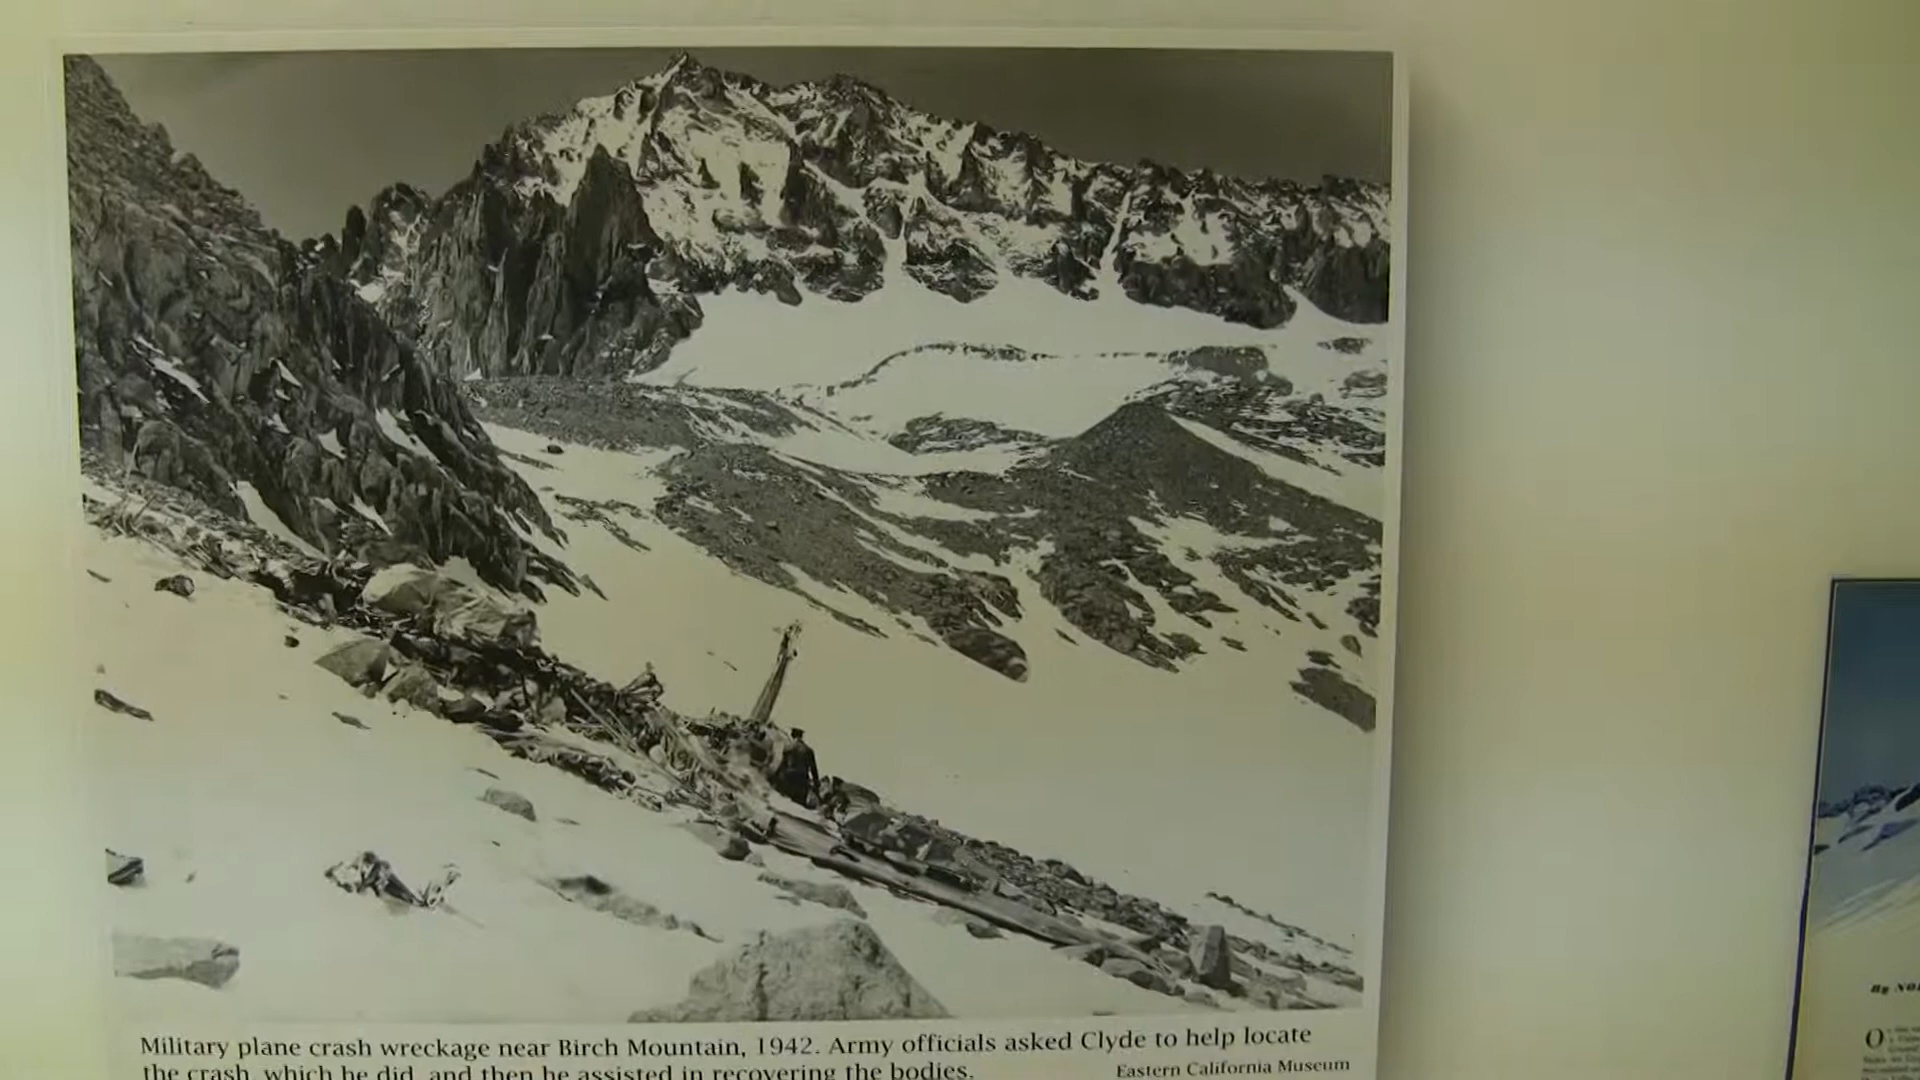 Military plane crash wreckage near Birch Mountain, 1942. Army officials asked Clyde to help locate
the crash, which he did, and then he assisted in recovering the bodies.
Eastern California Museum
By